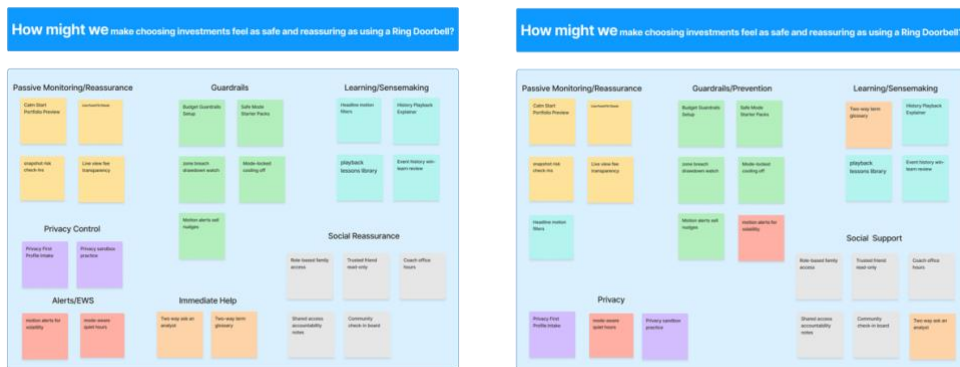 How might we make choosing investments feel as safe and reassuring as using a Ring Doorbell?
Passive Monitoring/Reassurance
Guardrails
Learning/Sensemaking
Calm Start
Portfolio Preview
Budget Guardrails
Setup
Safe Mode
Starter Packs
Headline motion
filters
History Playback
Explainer
snapshot risk
check-ins
Live view fee
transparency
zone breach
drawdown watch
Mode-locked
cooling-off
playback
lessons library
Event history win-
learn review
Motion alerts sell
nudges
Privacy Control
Privacy First
Profile Intake
Privacy sandbox
practice
Social Reassurance
Role-based family
access
Trusted friend
read-only
Coach office
hours
Shared access
accountability
notes
Community
check-in board
Alerts/EWS
motion alerts for
volatility
mode aware
quiet hours
Immediate Help
Two way ask an
analyst
Two-way term
glossary
How might we make choosing investments feel as safe and reassuring as using a Ring Doorbell?
Passive Monitoring/Reassurance
Guardrails/Prevention
Learning/Sensemaking
Calm Start
Portfolio Preview
Budget Guardrails
Setup
Safe Mode
Starter Packs
Two-way term
glossary
History Playback
Explainer
snapshot risk
check-ins
Live view fee
transparency
zone breach
drawdown watch
Mode-locked
cooling-off
playback
lessons library
Event history win-
learn review
Headline motion
filters
Motion alerts sell
nudges
motion alerts for
volatility
Social Support
Role-based family
access
Trusted friend
read-only
Coach office
hours
Shared access
accountability
notes
Community
check-in board
Two way ask an
analyst
Privacy
Privacy First
Profile Intake
mode aware
quiet hours
Privacy sandbox
practice